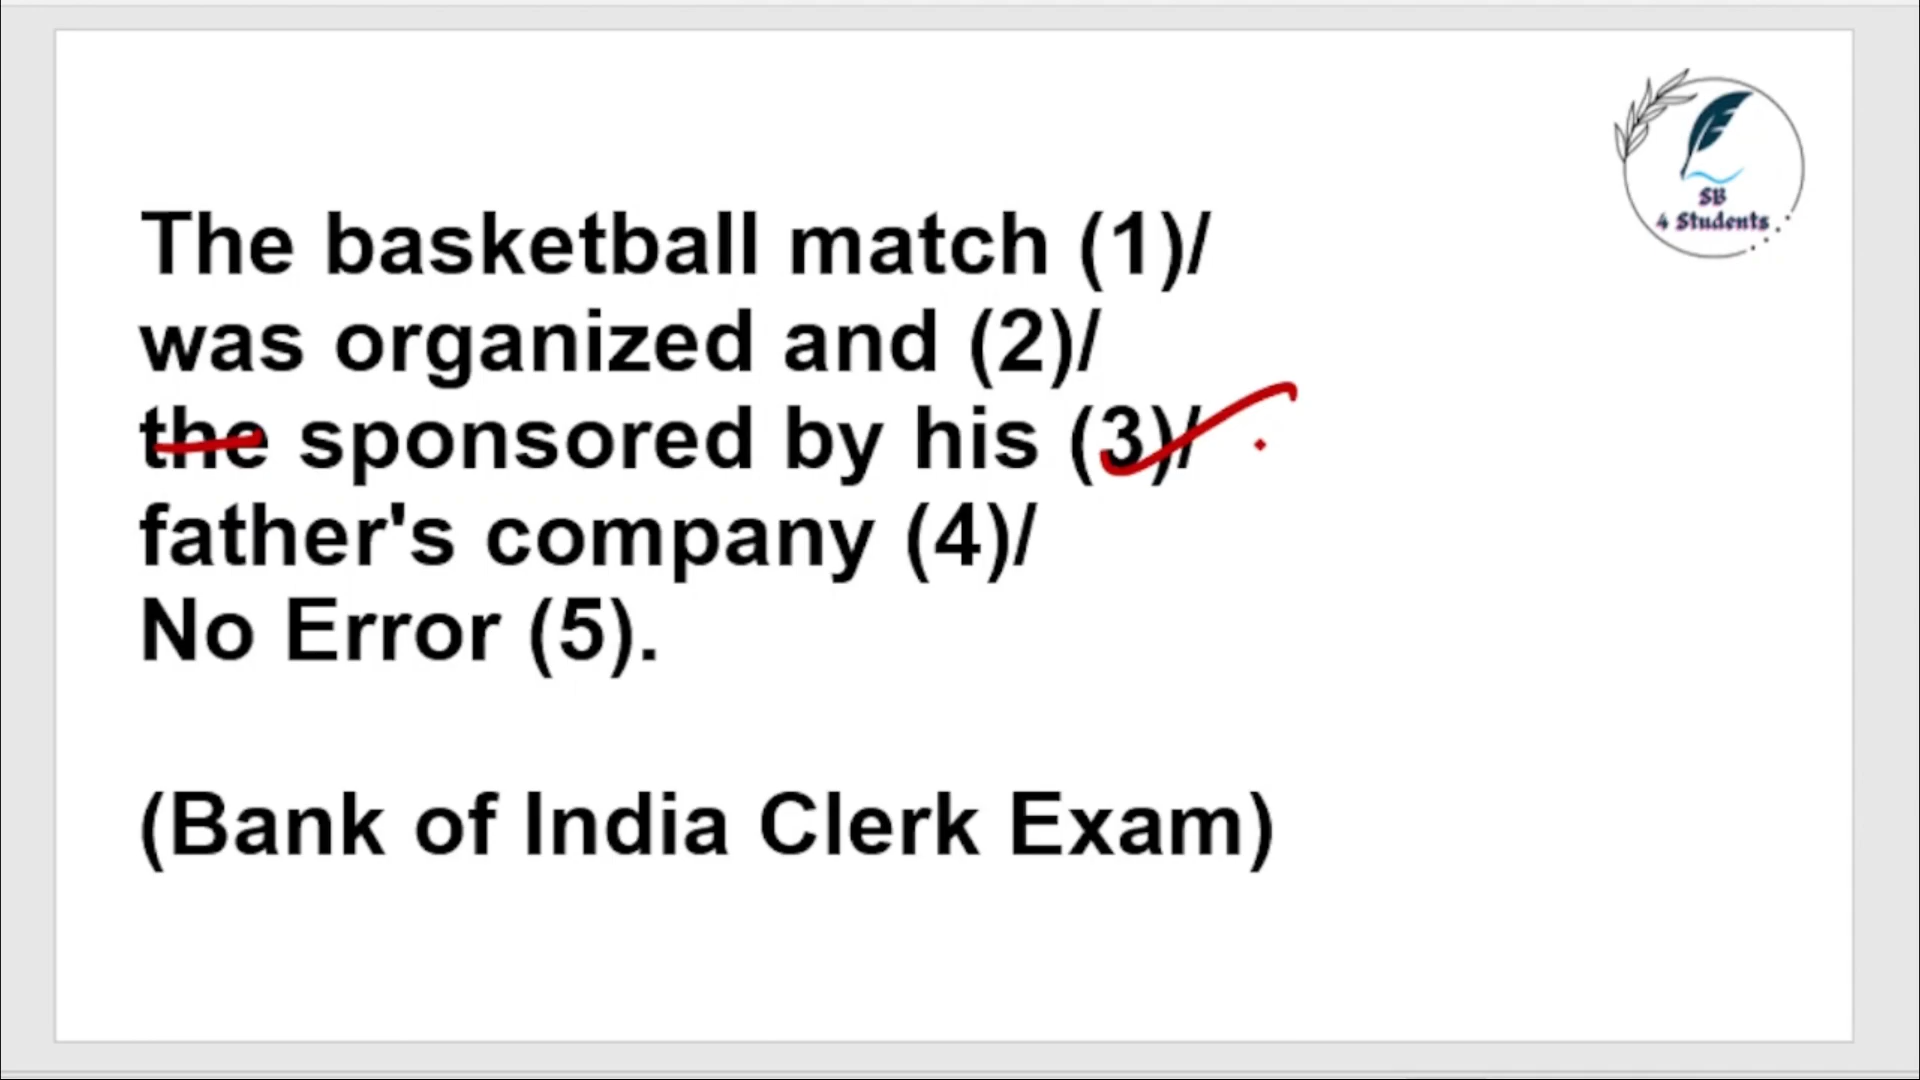 The basketball match (1)/
was organized and (2)/
the sponsored by his (3)/
father's company (4)/
No Error (5).
(Bank of India Clerk Exam)
SB
4 Students